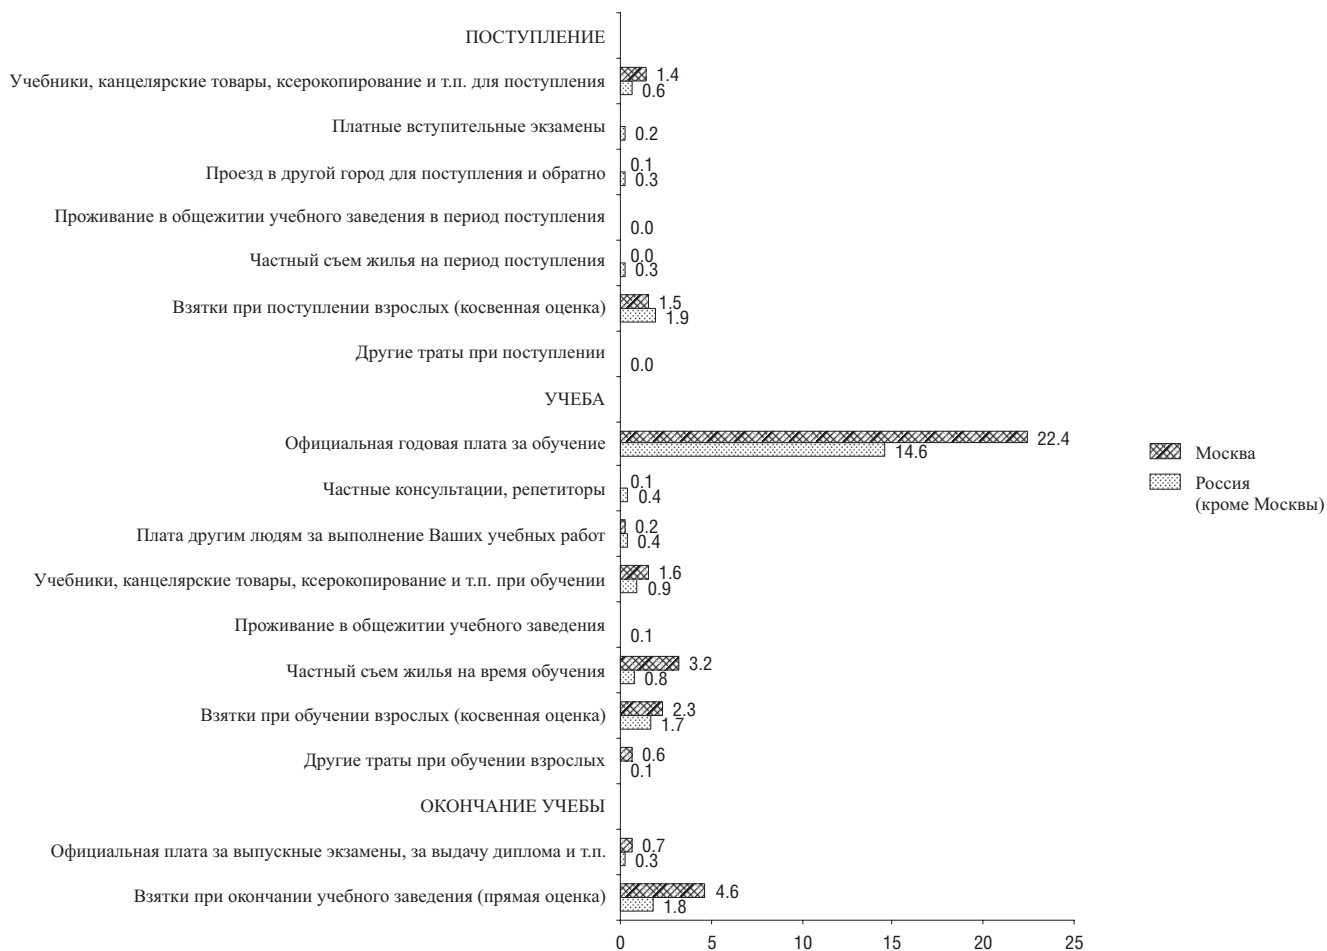 ПОСТУПЛЕНИЕ
Учебники, канцелярские товары, ксерокопирование и т.п. для поступления
1.4
0.6
Платные вступительные экзамены
0.2
Проезд в другой город для поступления и обратно
0.1
0.3
Проживание в общежитии учебного заведения в период поступления
0.0
Частный съем жилья на период поступления
0.0
0.3
Взятки при поступлении взрослых (косвенная оценка)
1.5
1.9
Другие траты при поступлении
0.0
УЧЕБА
Официальная годовая плата за обучение
22.4
14.6
Частные консультации, репетиторы
0.1
0.4
Плата другим людям за выполнение Ваших учебных работ
0.2
0.4
Учебники, канцелярские товары, ксерокопирование и т.п. при обучении
1.6
0.9
Проживание в общежитии учебного заведения
0.1
Частный съем жилья на время обучения
3.2
0.8
Взятки при обучении взрослых (косвенная оценка)
2.3
1.7
Другие траты при обучении взрослых
0.6
0.1
ОКОНЧАНИЕ УЧЕБЫ
Официальная плата за выпускные экзамены, за выдачу диплома и т.п.
0.7
0.3
Взятки при окончании учебного заведения (прямая оценка)
4.6
1.8
0 5 10 15 20 25
Москва
Россия
(кроме Москвы)